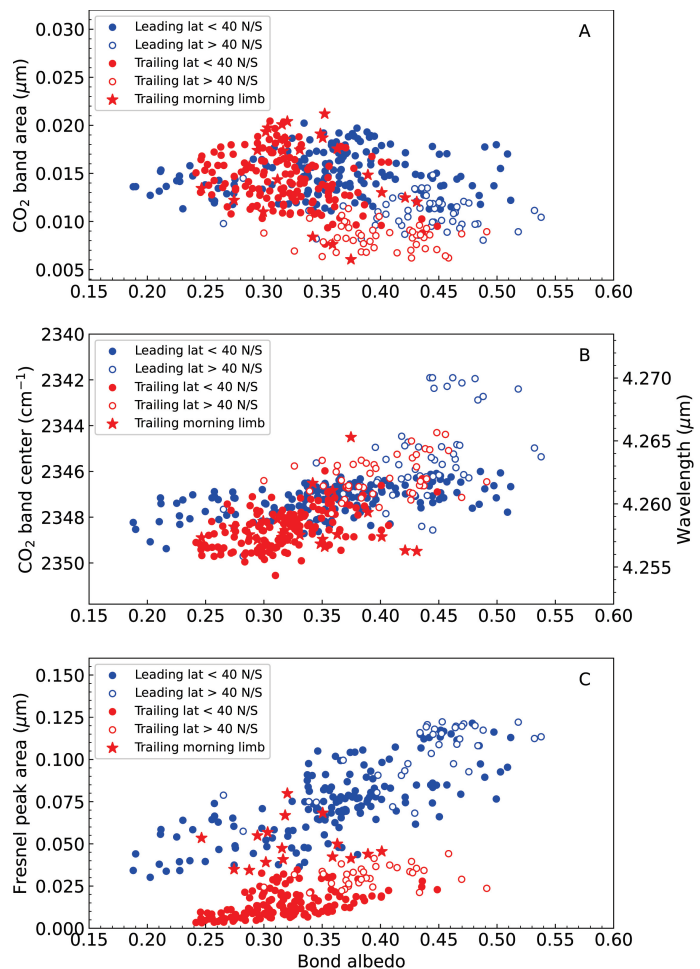 0.030
0.025
0.020
0.015
0.010
0.005
CO₂ band area (μm)
Leading lat < 40 N/S
Leading lat > 40 N/S
Trailing lat < 40 N/S
Trailing lat > 40 N/S
Trailing morning limb
A
0.15 0.20 0.25 0.30 0.35 0.40 0.45 0.50 0.55 0.60
2340
2342
2344
2346
2348
2350
CO₂ band center (cm⁻¹)
Leading lat < 40 N/S
Leading lat > 40 N/S
Trailing lat < 40 N/S
Trailing lat > 40 N/S
Trailing morning limb
B
4.270
4.265
4.260
4.255
Wavelength (μm)
0.15 0.20 0.25 0.30 0.35 0.40 0.45 0.50 0.55 0.60
0.150
0.125
0.100
0.075
0.050
0.025
0.000
Fresnel peak area (μm)
Leading lat < 40 N/S
Leading lat > 40 N/S
Trailing lat < 40 N/S
Trailing lat > 40 N/S
Trailing morning limb
C
0.15 0.20 0.25 0.30 0.35 0.40 0.45 0.50 0.55 0.60
Bond albedo